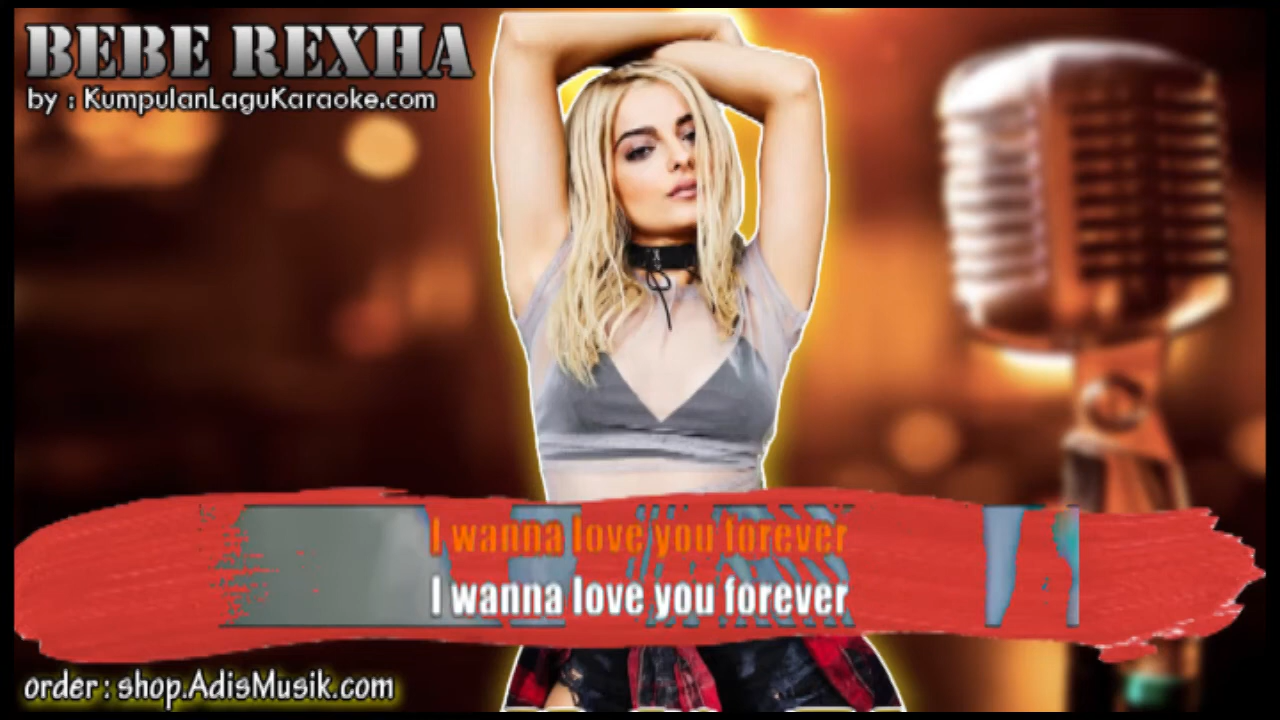 BEBE REXHA
by : KumpulanLaguKaraoke.com
I wanna love you forever
I wanna love you forever
order : shop.AdisMusik.com